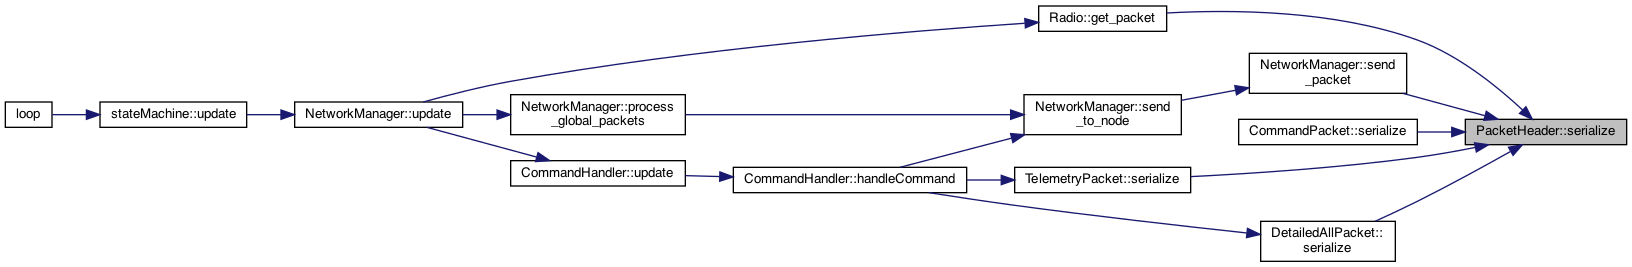 Radio::get_packet
NetworkManager::send
_packet
loop
stateMachine::update
NetworkManager::update
NetworkManager::process
_global_packets
NetworkManager::send
_to_node
CommandPacket::serialize
PacketHeader::serialize
CommandHandler::update
CommandHandler::handleCommand
TelemetryPacket::serialize
DetailedAllPacket::
serialize